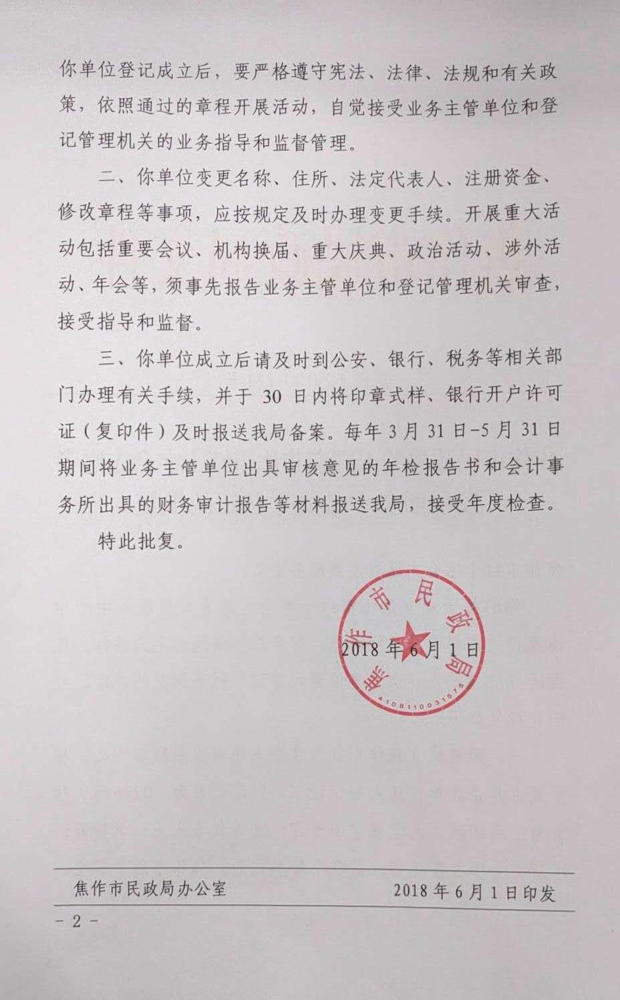 你单位登记成立后，要严格遵守宪法、法律、法规和有关政
策，依照通过的章程开展活动，自觉接受业务主管单位和登
记管理机关的业务指导和监督管理。
二、你单位变更名称、住所、法定代表人、注册资金、
修改章程等事项，应按规定及时办理变更手续。开展重大活
动包括重要会议、机构换届、重大庆典、政治活动、涉外活
动、年会等，须事先报告业务主管单位和登记管理机关审查，
接受指导和监督。
三、你单位成立后请及时到公安、银行、税务等相关部
门办理有关手续，并于 30 日内将印章式样、银行开户许可
证（复印件）及时报送我局备案。每年 3 月 31 日-5 月 31 日
期间将业务主管单位出具审核意见的年检报告书和会计事
务所出具的财务审计报告等材料报送我局，接受年度检查。
特此批复。
焦作市民政局
2018 年 6 月 1 日
4108110031575
焦作市民政局办公室 2018 年 6 月 1 日印发
- 2 -